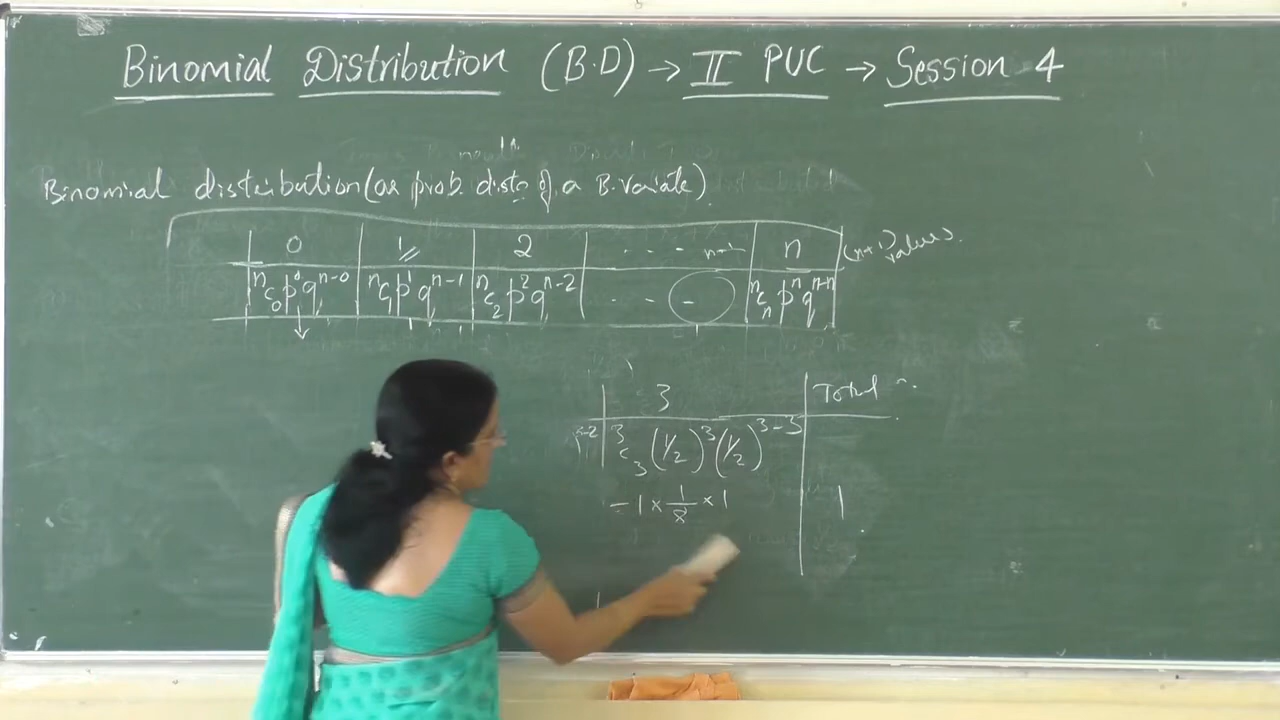 Binomial Distribution (B.D) → II PUC → Session 4
Binomial distribution (or prob. distn of a B.variate)
0 1 2 . . . - n-1 n (n+1) values
ⁿC₀p⁰qⁿ⁻⁰ ⁿC₁p¹qⁿ⁻¹ ⁿC₂p²qⁿ⁻² . . - - ⁿCₙpⁿqⁿ⁻ⁿ
3 Total
³C₃(1/2)³(1/2)³⁻³
= 1 × 1/8 × 1 1